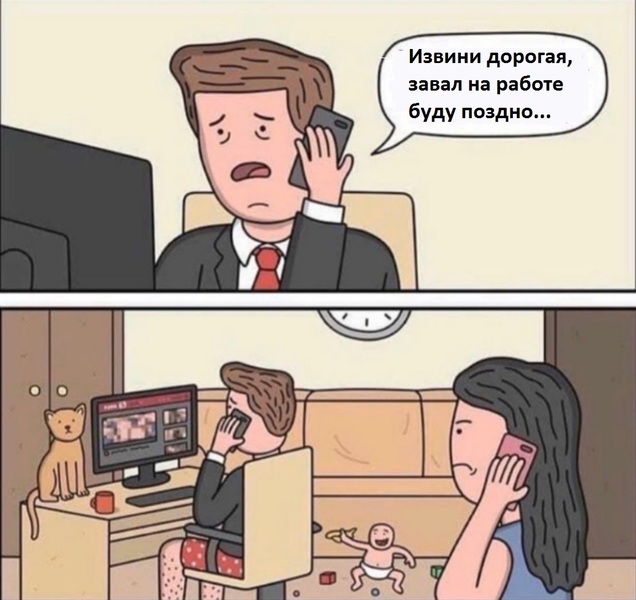 Извини дорогая,
завал на работе
буду поздно...